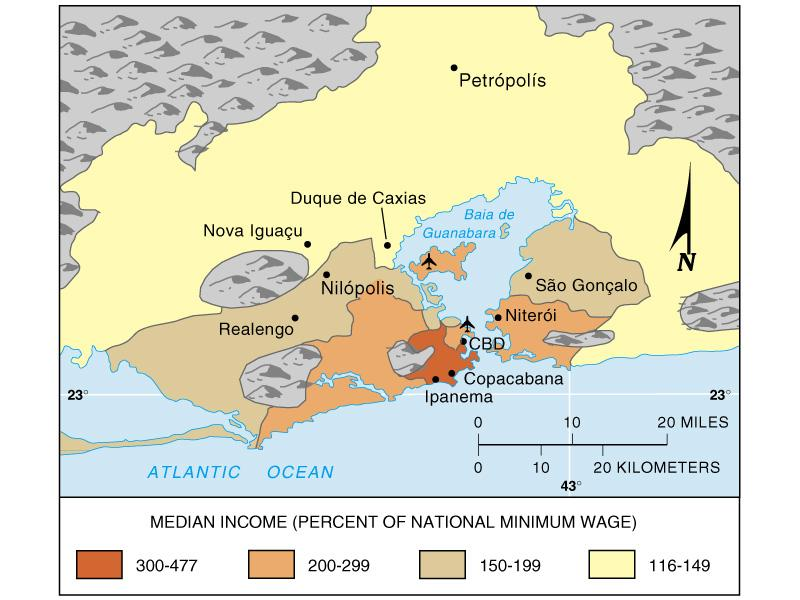 Petrópolís
Duque de Caxias
Baia de
Guanabara
Nova Iguaçu
N
Nilópolis
São Gonçalo
Niterói
Realengo
CBD
Copacabana
Ipanema
23°
23°
0 10 20 MILES
0 10 20 KILOMETERS
43°
ATLANTIC OCEAN
MEDIAN INCOME (PERCENT OF NATIONAL MINIMUM WAGE)
300-477 200-299 150-199 116-149